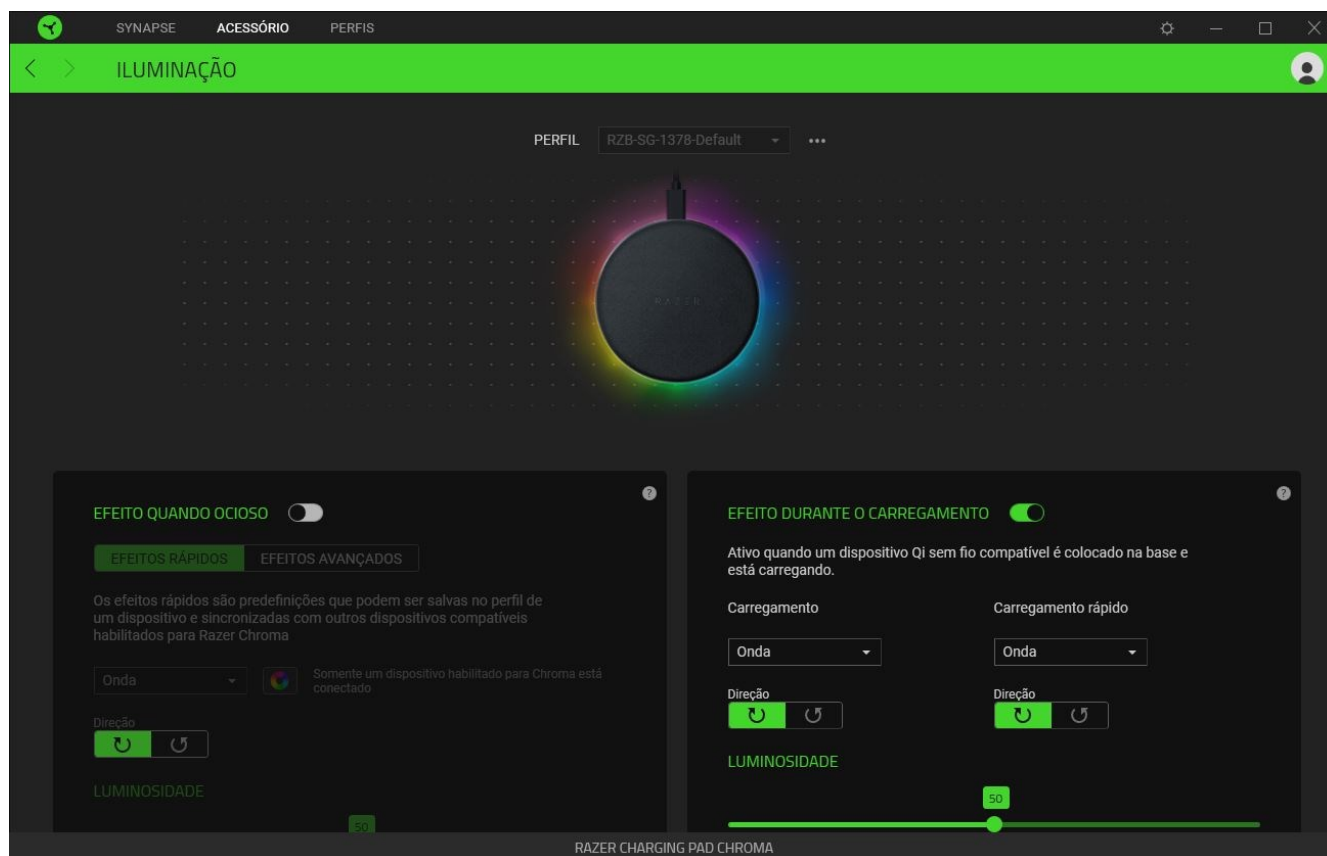 SYNAPSE ACESSÓRIO PERFIS
ILUMINAÇÃO
PERFIL RZB-SG-1378-Default
RAZER
EFEITO QUANDO OCIOSO
EFEITOS RÁPIDOS EFEITOS AVANÇADOS
Os efeitos rápidos são predefinições que podem ser salvas no perfil de
um dispositivo e sincronizadas com outros dispositivos compatíveis
habilitados para Razer Chroma
Onda
Somente um dispositivo habilitado para Chroma está
conectado
Direção
LUMINOSIDADE
50
EFEITO DURANTE O CARREGAMENTO
Ativo quando um dispositivo Qi sem fio compatível é colocado na base e
está carregando.
Carregamento
Onda
Direção
Carregamento rápido
Onda
Direção
LUMINOSIDADE
50
RAZER CHARGING PAD CHROMA